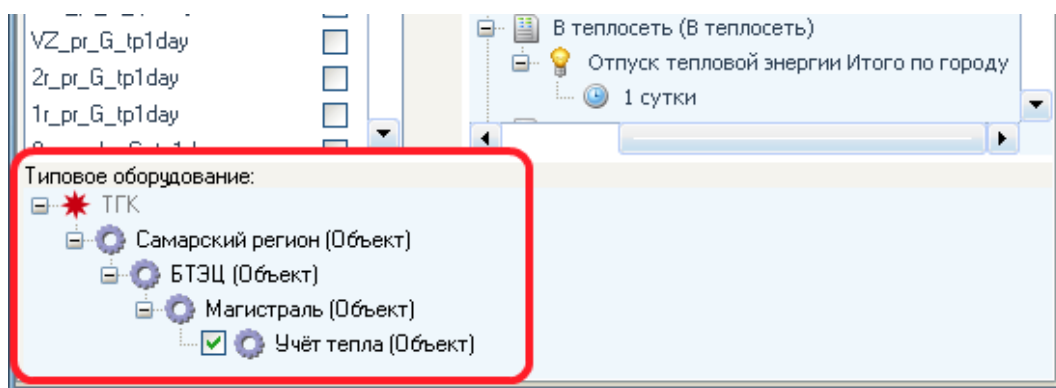 VZ_pr_G_tp1day
2r_pr_G_tp1day
1r_pr_G_tp1day
В теплосеть (В теплосеть)
Отпуск тепловой энергии Итого по городу
1 сутки
Типовое оборудование:
ТГК
Самарский регион (Объект)
БТЭЦ (Объект)
Магистраль (Объект)
Учёт тепла (Объект)